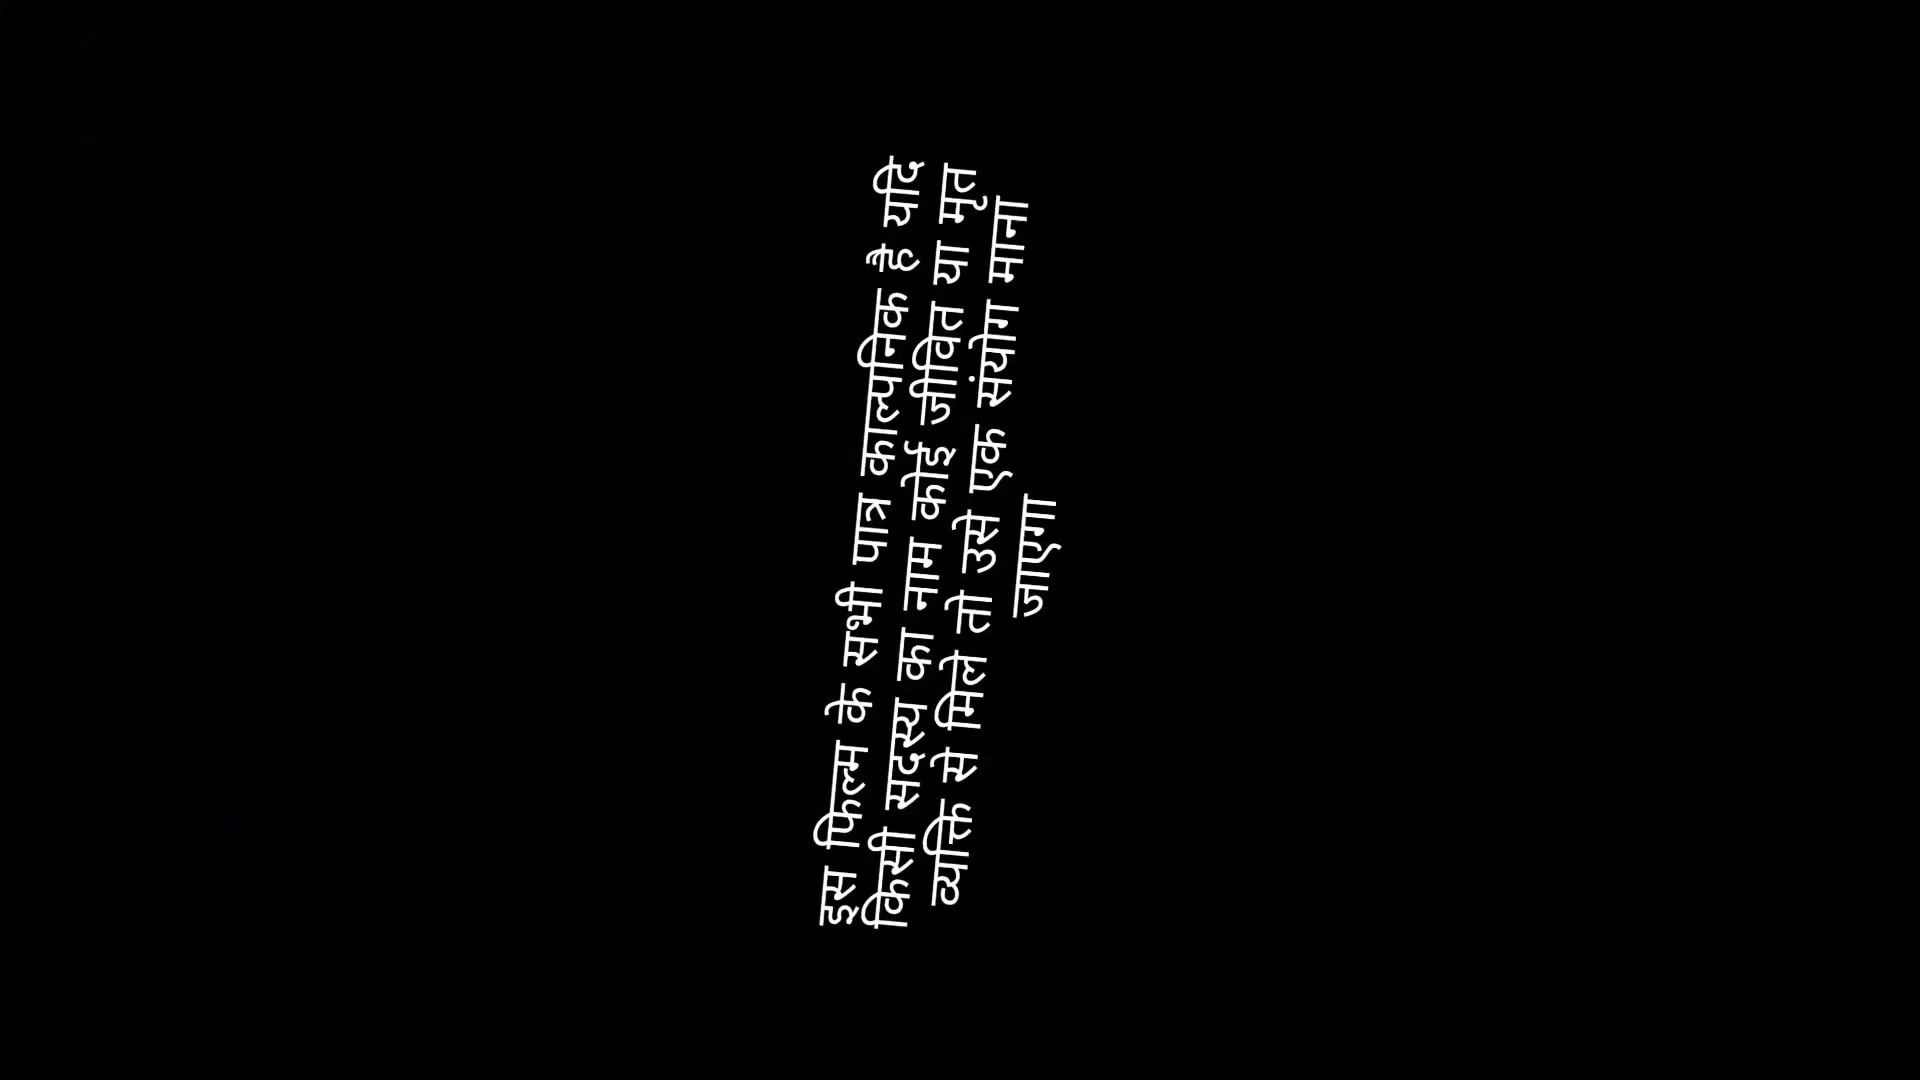 इस फिल्म के सभी पात्र काल्पनिक है यदि
किसी सदस्य का नाम कोई जीवित या मृत
व्यक्ति से मिले तो उसे एक संयोग माना
जाएगा